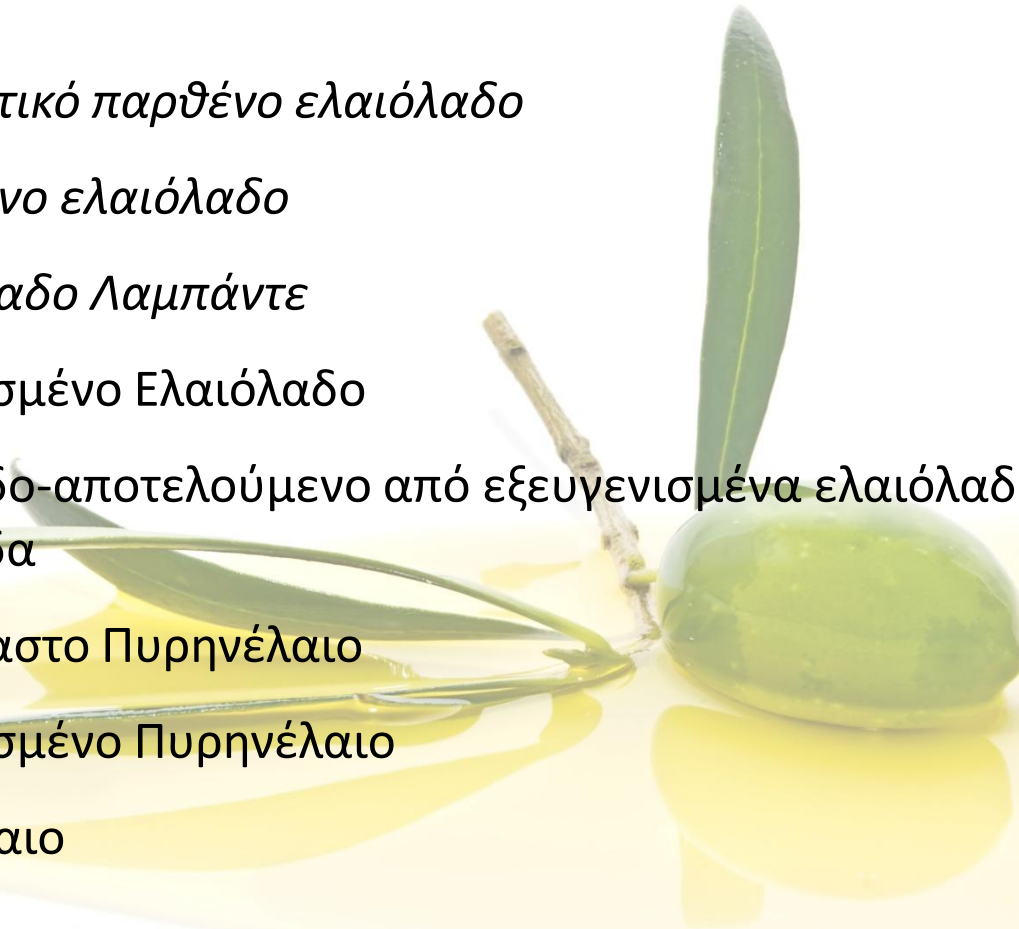 τικό παρθένο ελαιόλαδο
νο ελαιόλαδο
αδο Λαμπάντε
σμένο Ελαιόλαδο
δο-αποτελούμενο από εξευγενισμένα ελαιόλαδ
δα
αστο Πυρηνέλαιο
σμένο Πυρηνέλαιο
αιο